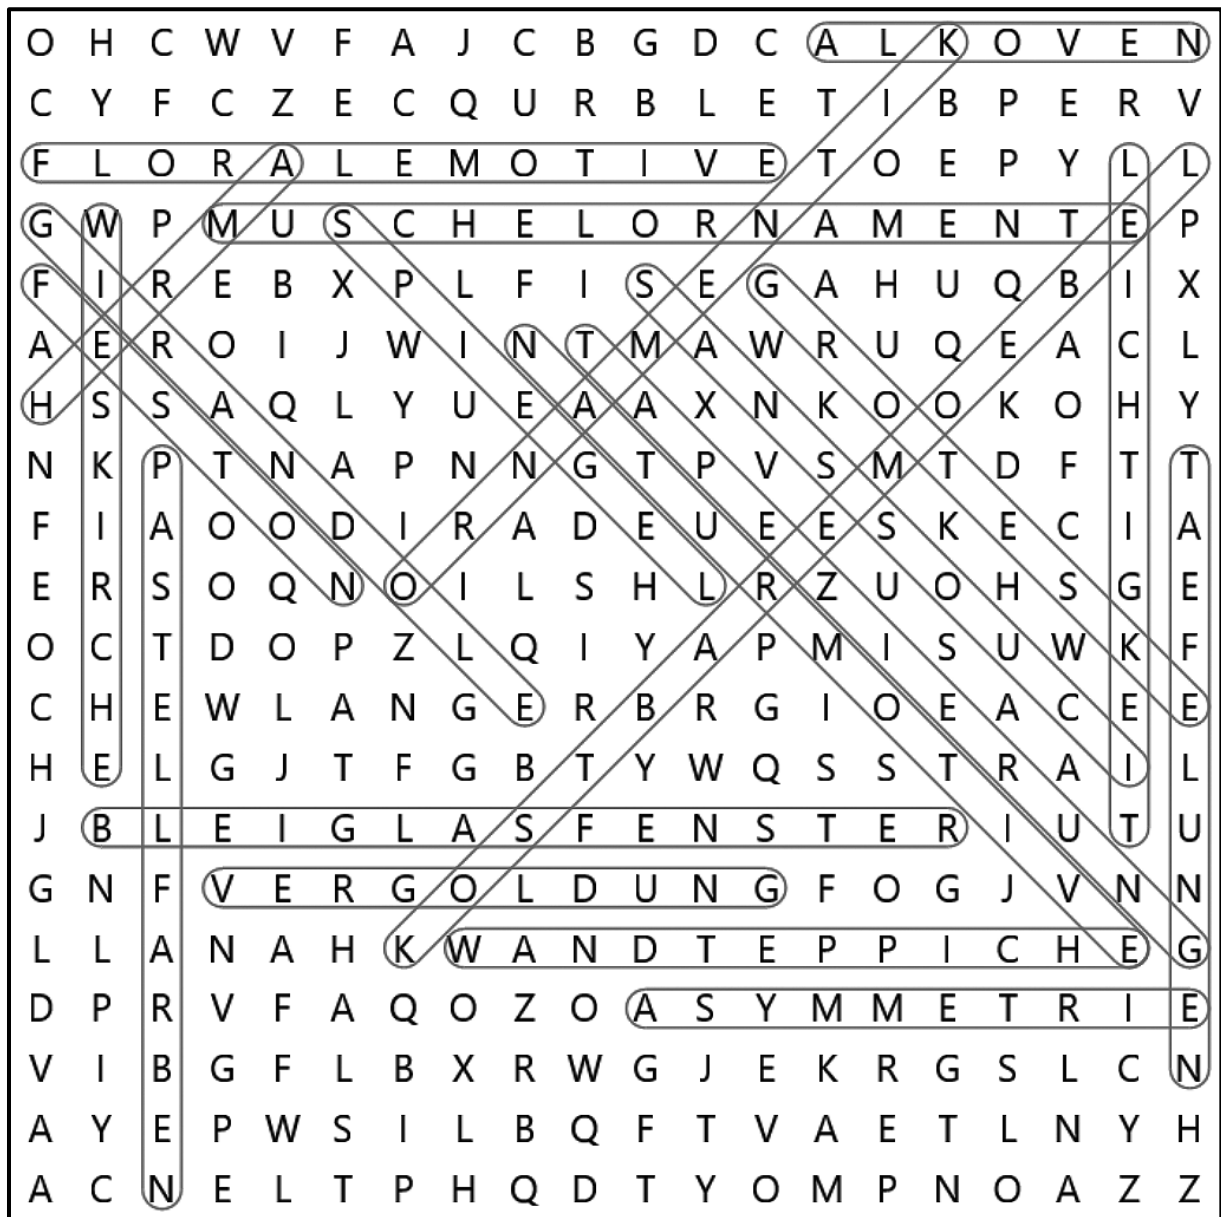 O H C W V F A J C B G D C A L K O V E N
C Y F C Z E C Q U R B L E T I B P E R V
F L O R A L E M O T I V E T O E P Y L L
G W P M U S C H E L O R N A M E N T E P
F I R E B X P L F I S E G A H U Q B I X
A E R O I J W I N T M A W R U Q E A C L
H S S A Q L Y U E A A X N K O O K O H Y
N K P T N A P N N G T P V S M T D F T T
F I A O O D I R A D E U E E S K E C I A
E R S O Q N O I L S H L R Z U O H S G E
O C T D O P Z L Q I Y A P M I S U W K F
C H E W L A N G E R B R G I O E A C E E
H E L G J T F G B T Y W Q S S T R A I L
J B L E I G L A S F E N S T E R I U T U
G N F V E R G O L D U N G F O G J V N N
L L A N A H K W A N D T E P P I C H E G
D P R V F A Q O Z O A S Y M M E T R I E
V I B G F L B X R W G J E K R G S L C N
A Y E P W S I L B Q F T V A E T L N Y H
A C N E L T P H Q D T Y O M P N O A Z Z